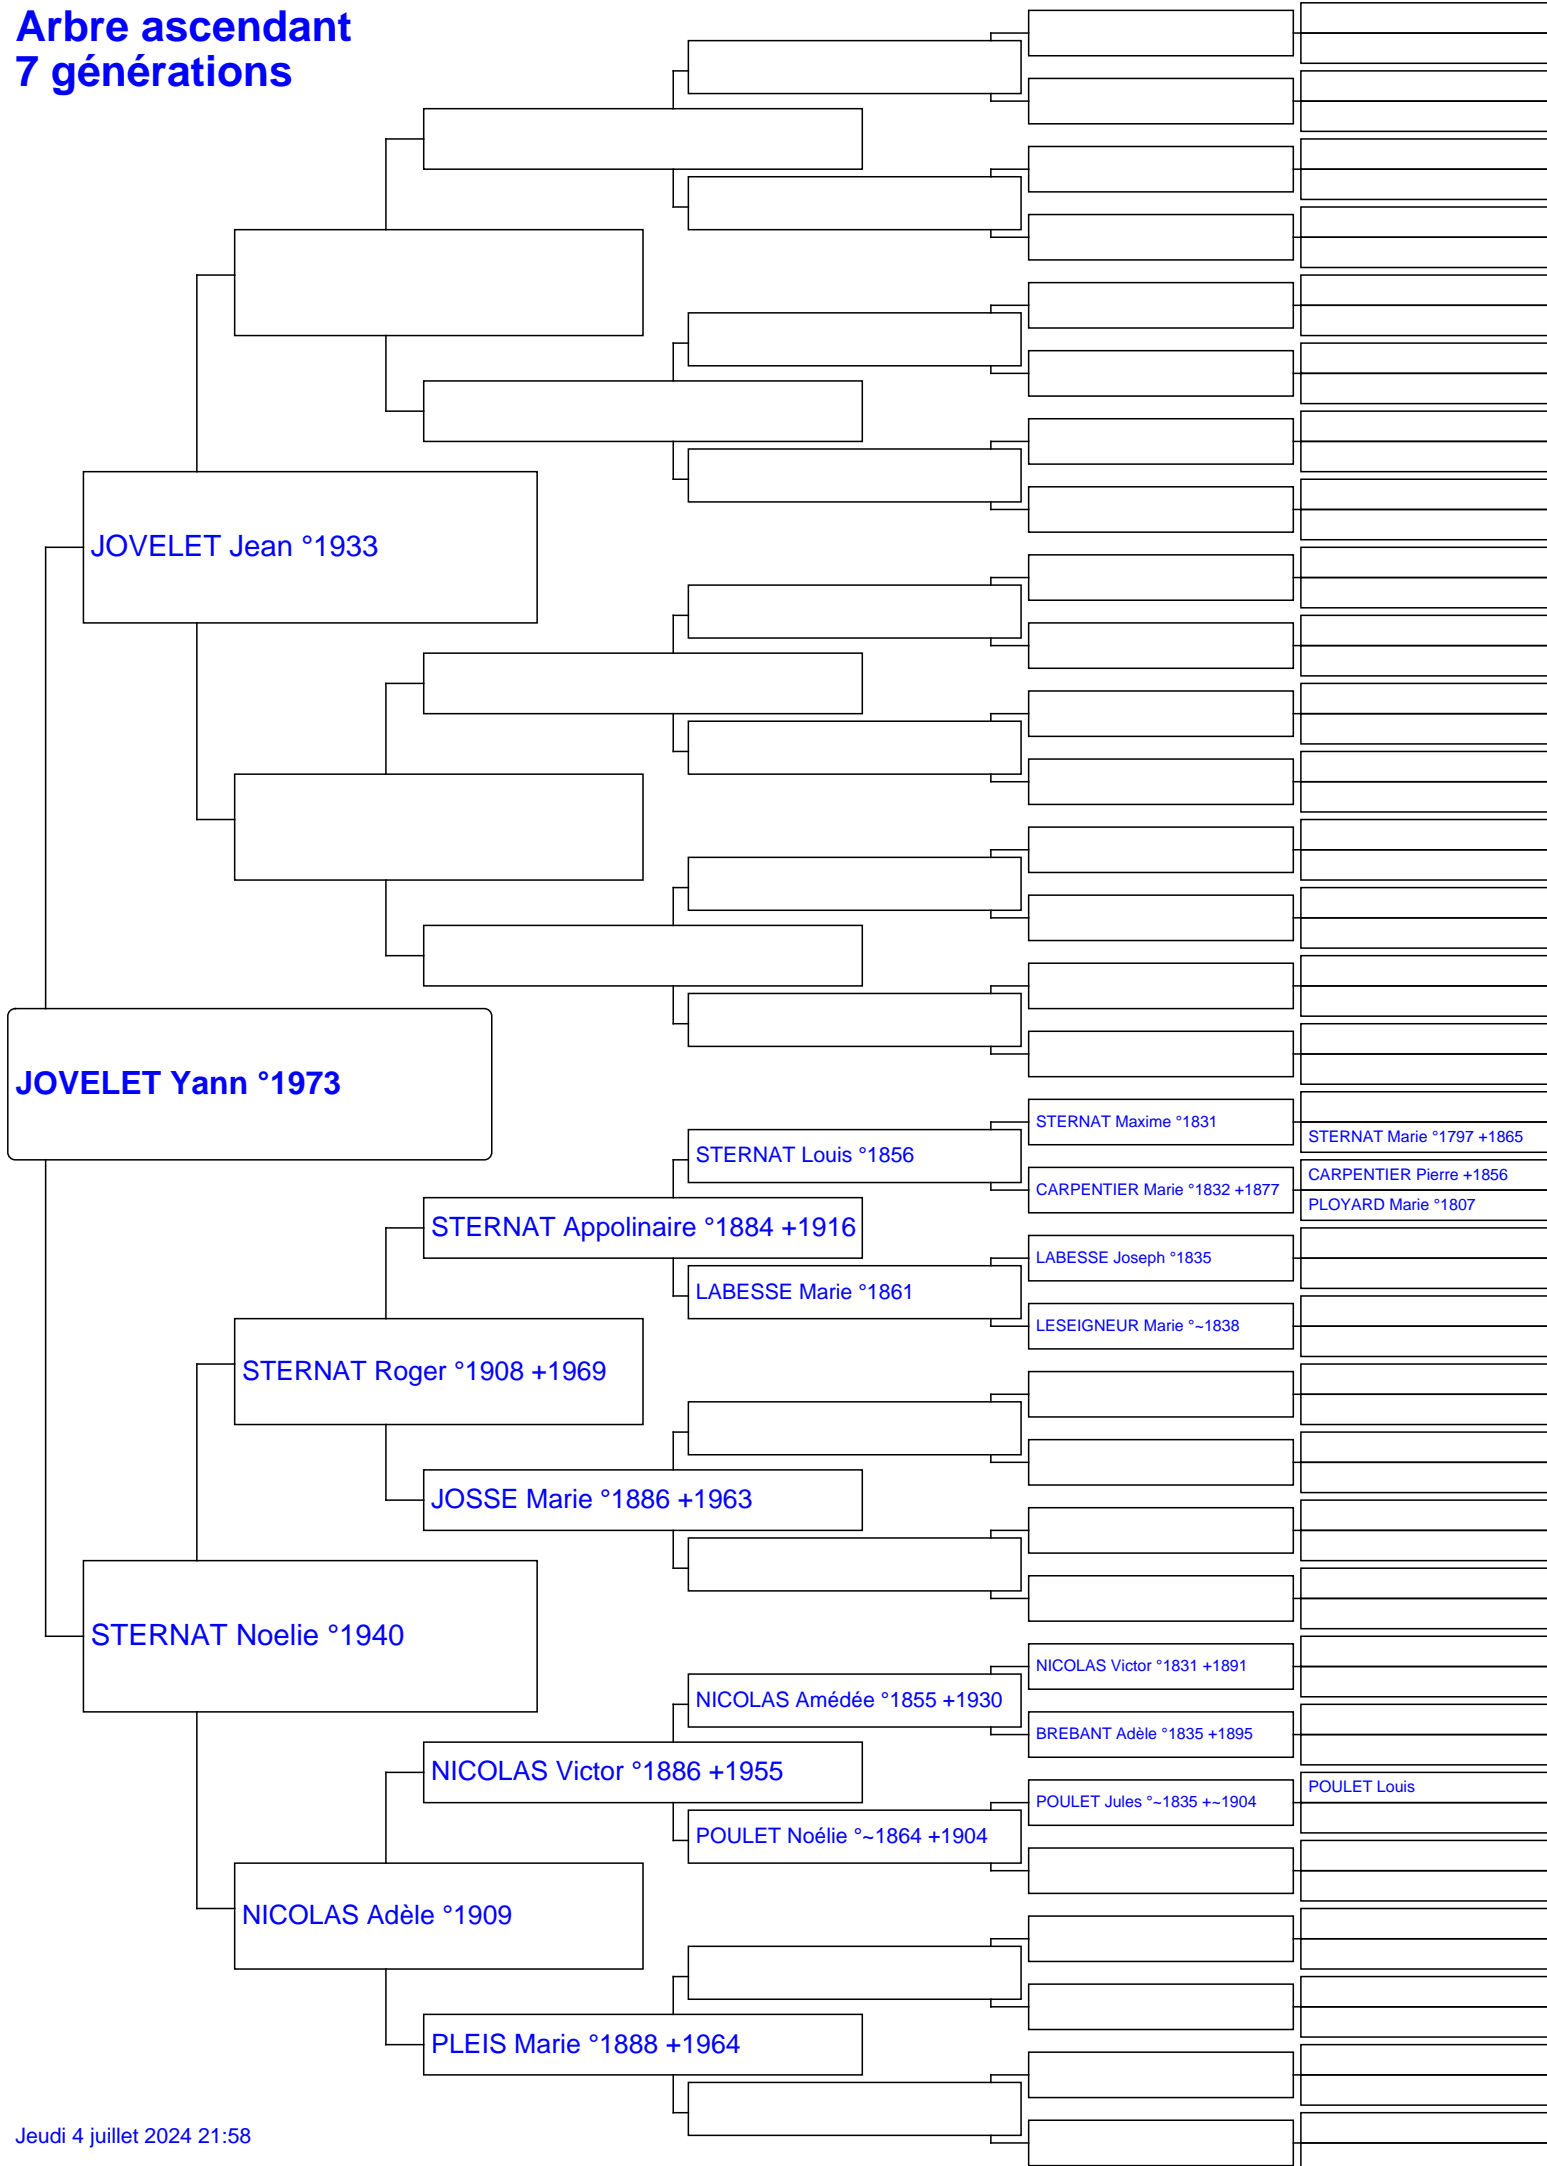 Arbre ascendant
7 générations
JOVELET Jean °1933
JOVELET Yann °1973
STERNAT Maxime °1831
STERNAT Marie °1797 +1865
STERNAT Louis °1856
CARPENTIER Pierre +1856
CARPENTIER Marie °1832 +1877
PLOYARD Marie °1807
STERNAT Appolinaire °1884 +1916
LABESSE Joseph °1835
LABESSE Marie °1861
LESEIGNEUR Marie °~1838
STERNAT Roger °1908 +1969
JOSSE Marie °1886 +1963
STERNAT Noelie °1940
NICOLAS Victor °1831 +1891
NICOLAS Amédée °1855 +1930
BREBANT Adèle °1835 +1895
NICOLAS Victor °1886 +1955
POULET Louis
POULET Jules °~1835 +~1904
POULET Noélie °~1864 +1904
NICOLAS Adèle °1909
PLEIS Marie °1888 +1964
Jeudi 4 juillet 2024 21:58